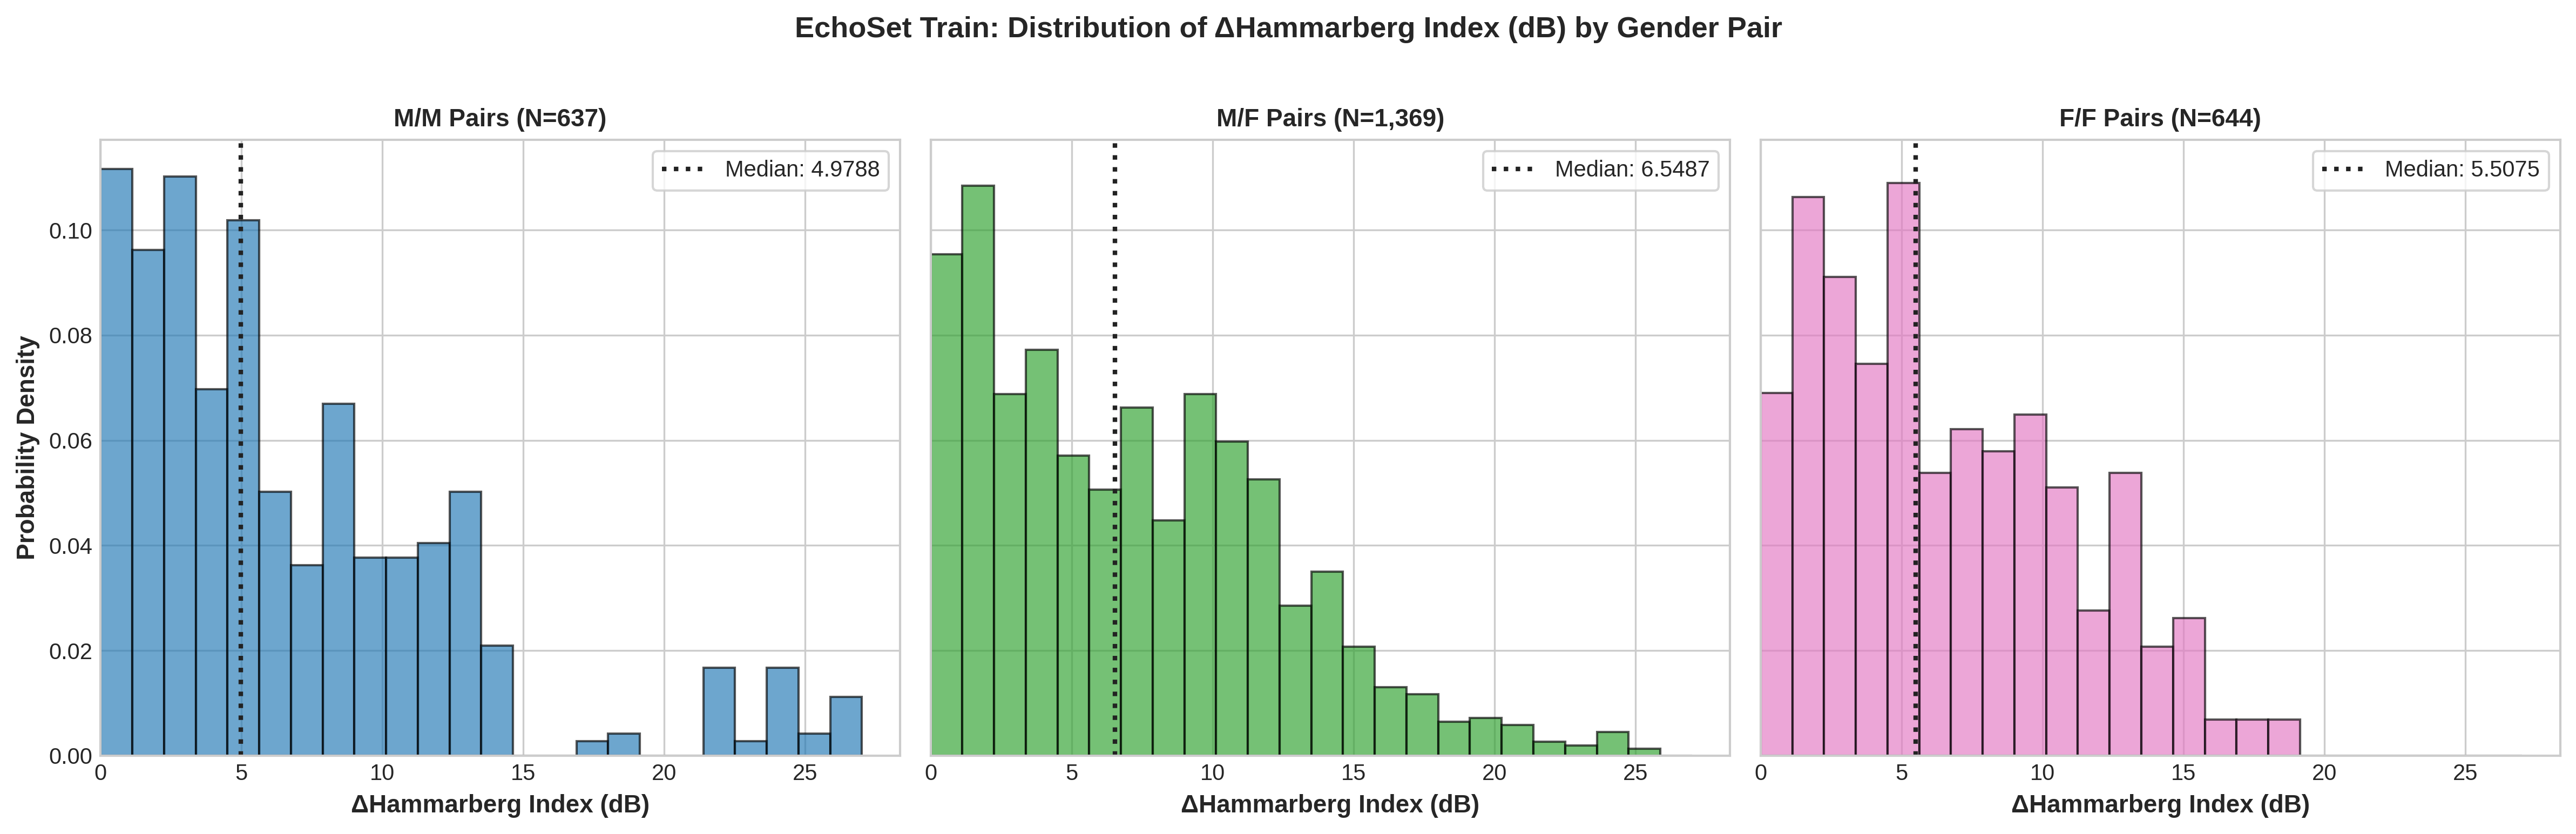 EchoSet Train: Distribution of ΔHammarberg Index (dB) by Gender Pair
M/M Pairs (N=637)
Median: 4.9788
Probability Density
0.10
0.08
0.06
0.04
0.02
0.00
0 5 10 15 20 25
ΔHammarberg Index (dB)
M/F Pairs (N=1,369)
Median: 6.5487
0 5 10 15 20 25
ΔHammarberg Index (dB)
F/F Pairs (N=644)
Median: 5.5075
0 5 10 15 20 25
ΔHammarberg Index (dB)